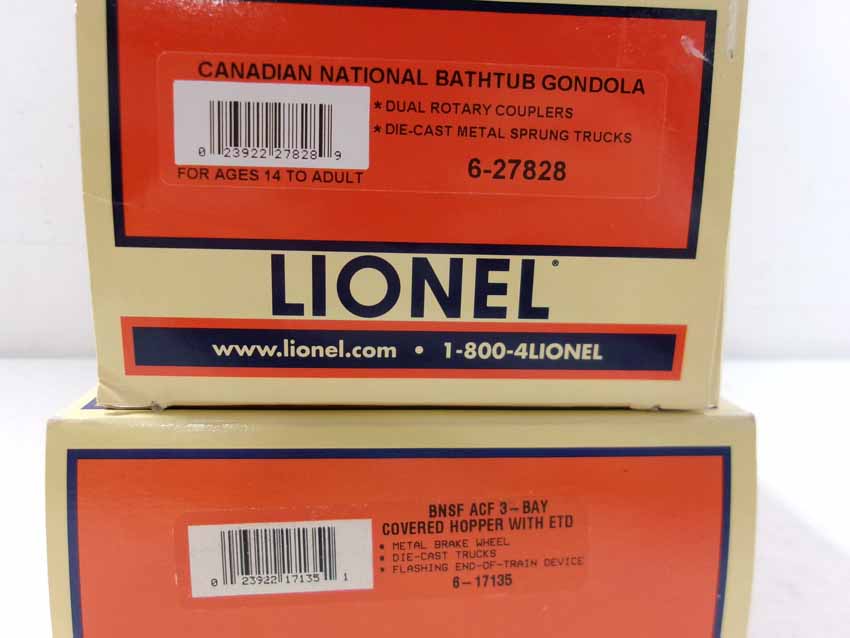 CANADIAN NATIONAL BATHTUB GONDOLA
* DUAL ROTARY COUPLERS
* DIE-CAST METAL SPRUNG TRUCKS
0 23922 27828 9
FOR AGES 14 TO ADULT
6-27828
LIONEL®
www.lionel.com • 1-800-4LIONEL
BNSF ACF 3-BAY
COVERED HOPPER WITH ETD
* METAL BRAKE WHEEL
* DIE-CAST TRUCKS
* FLASHING END-OF-TRAIN DEVICE
0 23922 17135 1
6-17135